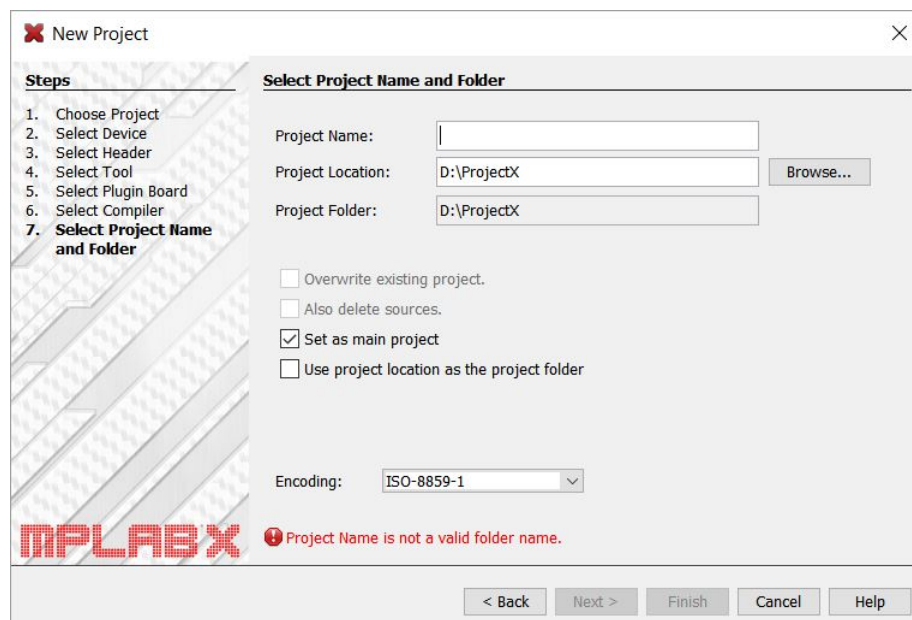 New Project
Steps
1. Choose Project
2. Select Device
3. Select Header
4. Select Tool
5. Select Plugin Board
6. Select Compiler
7. Select Project Name
and Folder
Select Project Name and Folder
Project Name:
Project Location: D:\ProjectX Browse...
Project Folder: D:\ProjectX
Overwrite existing project.
Also delete sources.
Set as main project
Use project location as the project folder
Encoding: ISO-8859-1
Project Name is not a valid folder name.
MPLAB X
< Back Next > Finish Cancel Help